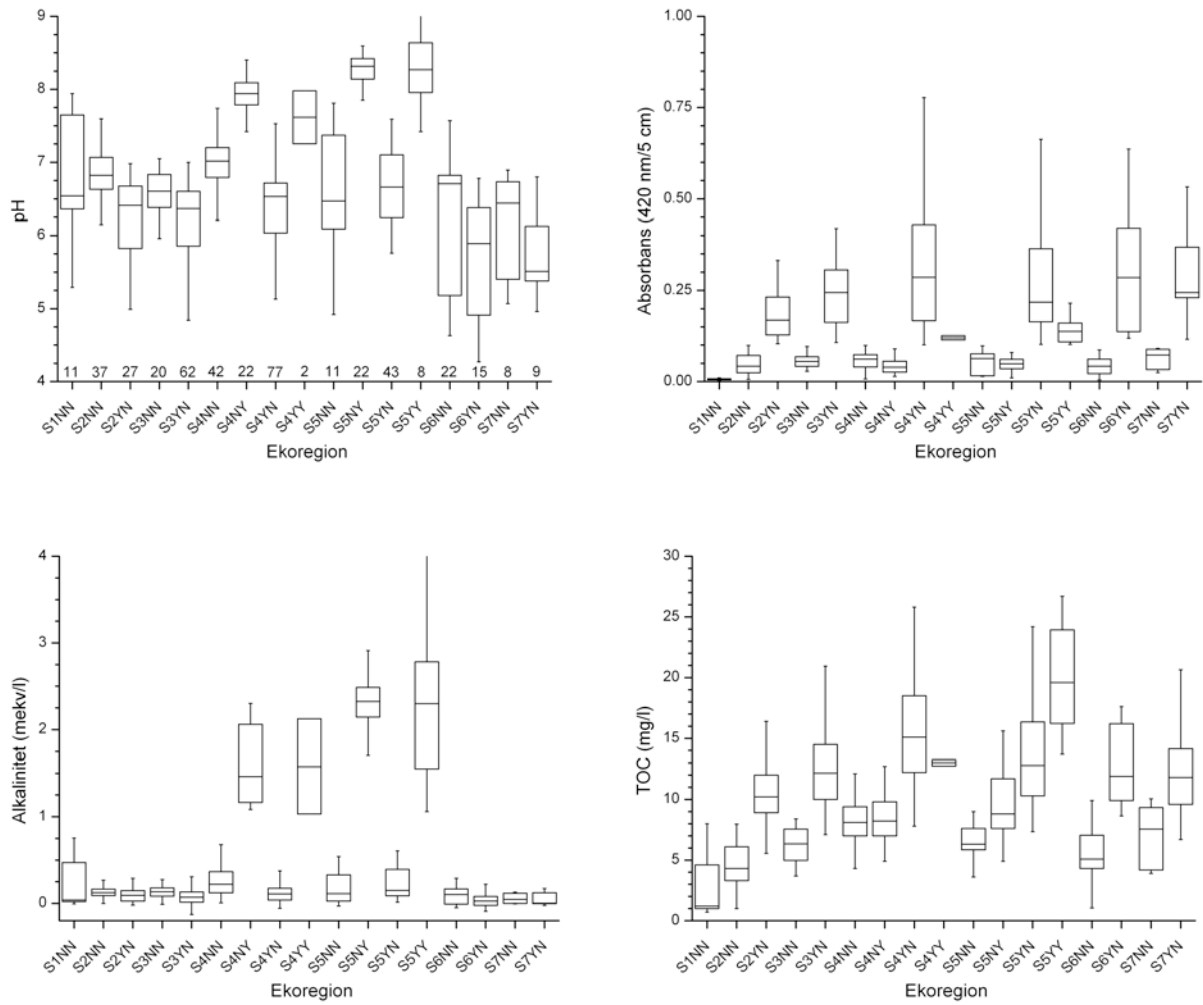 9
8
7
6
5
4
pH
11 37 27 20 62 42 22 77 2 11 22 43 8 22 15 8 9
S1NN S2NN S2YN S3NN S3YN S4NN S4NY S4YN S4YY S5NN S5NY S5YN S5YY S6NN S6YN S7NN S7YN
Ekoregion
1.00
0.75
0.50
0.25
0.00
Absorbans (420 nm/5 cm)
S1NN S2NN S2YN S3NN S3YN S4NN S4NY S4YN S4YY S5NN S5NY S5YN S5YY S6NN S6YN S7NN S7YN
Ekoregion
4
3
2
1
0
Alkalinitet (mekv/l)
S1NN S2NN S2YN S3NN S3YN S4NN S4NY S4YN S4YY S5NN S5NY S5YN S5YY S6NN S6YN S7NN S7YN
Ekoregion
30
25
20
15
10
5
0
TOC (mg/l)
S1NN S2NN S2YN S3NN S3YN S4NN S4NY S4YN S4YY S5NN S5NY S5YN S5YY S6NN S6YN S7NN S7YN
Ekoregion